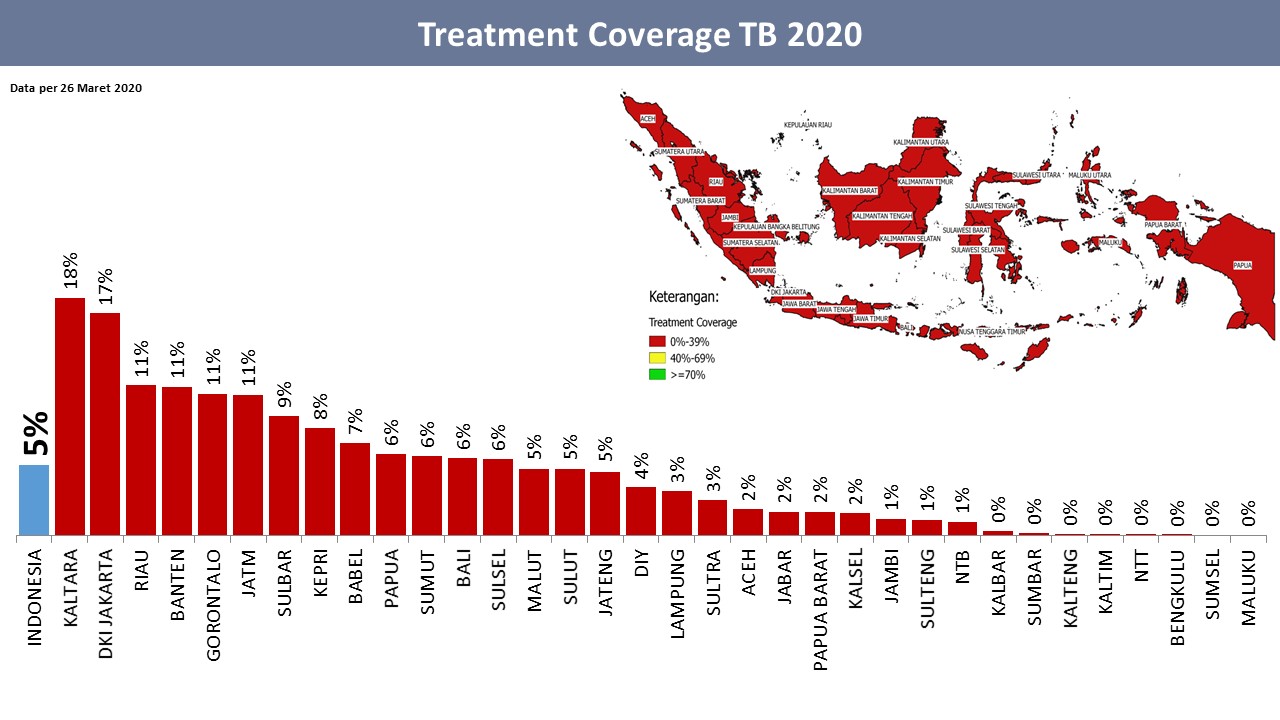 Treatment Coverage TB 2020
Data per 26 Maret 2020
ACEH
SUMATERA UTARA
RIAU
SUMATERA BARAT
JAMBI
KEPULAUAN BANGKA BELITUNG
SUMATERA SELATAN
LAMPUNG
KEPULAUAN RIAU
DKI JAKARTA
JAWA BARAT
JAWA TENGAH
JAWA TIMUR
BALI
NUSA TENGGARA TIMUR
KALIMANTAN UTARA
KALIMANTAN BARAT
KALIMANTAN TIMUR
KALIMANTAN TENGAH
KALIMANTAN SELATAN
SULAWESI UTARA
SULAWESI TENGAH
SULAWESI BARAT
SULAWESI SELATAN
MALUKU UTARA
MALUKU
PAPUA BARAT
PAPUA
Keterangan:
Treatment Coverage
0%-39%
40%-69%
>=70%
5%
18%
17%
11%
11%
11%
11%
9%
8%
7%
6%
6%
6%
6%
5%
5%
5%
4%
3%
3%
2%
2%
2%
2%
1%
1%
1%
0%
0%
0%
0%
0%
0%
0%
0%
INDONESIA
KALTARA
DKI JAKARTA
RIAU
BANTEN
GORONTALO
JATM
SULBAR
KEPRI
BABEL
PAPUA
SUMUT
BALI
SULSEL
MALUT
SULUT
JATENG
DIY
LAMPUNG
SULTRA
ACEH
JABAR
PAPUA BARAT
KALSEL
JAMBI
SULTENG
NTB
KALBAR
SUMBAR
KALTENG
KALTIM
NTT
BENGKULU
SUMSEL
MALUKU